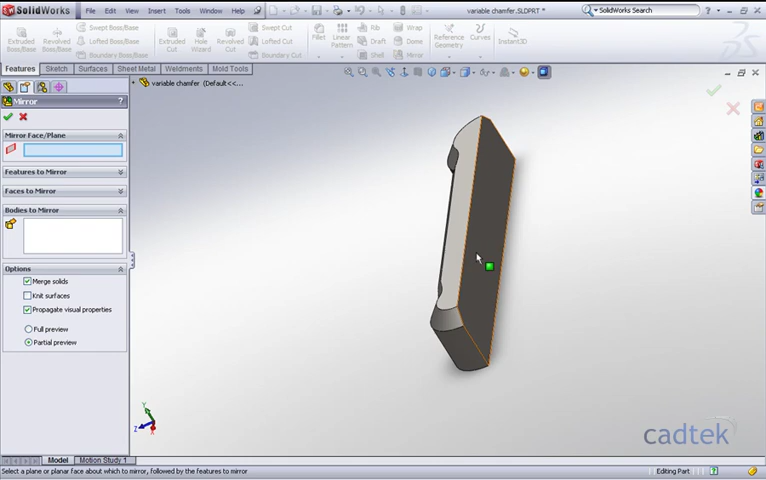 SolidWorks File Edit View Insert Tools Window Help variable chamfer.SLDPRT * SolidWorks Search
Extruded Boss/Base Revolved Boss/Base Swept Boss/Base Lofted Boss/Base Boundary Boss/Base Extruded Cut Hole Wizard Revolved Cut Swept Cut Lofted Cut Boundary Cut Fillet Linear Pattern Rib Draft Shell Wrap Dome Mirror Reference Geometry Curves Instant3D
Features Sketch Surfaces Sheet Metal Weldments Mold Tools
variable chamfer (Default<<...
Mirror ?
Mirror Face/Plane
Features to Mirror
Faces to Mirror
Bodies to Mirror
Options
Merge solids
Knit surfaces
Propagate visual properties
Full preview
Partial preview
Y
Z
X
cadtek
Model Motion Study 1
Select a plane or planar face about which to mirror, followed by the features to mirror Editing Part ?